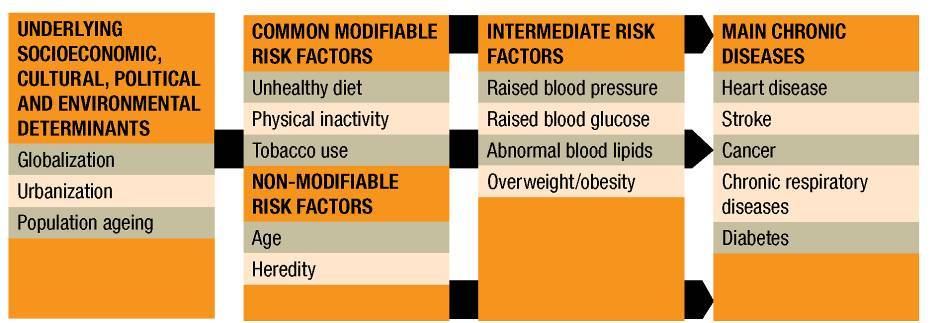 UNDERLYING
SOCIOECONOMIC,
CULTURAL, POLITICAL
AND ENVIRONMENTAL
DETERMINANTS
Globalization
Urbanization
Population ageing
COMMON MODIFIABLE
RISK FACTORS
Unhealthy diet
Physical inactivity
Tobacco use
NON-MODIFIABLE
RISK FACTORS
Age
Heredity
INTERMEDIATE RISK
FACTORS
Raised blood pressure
Raised blood glucose
Abnormal blood lipids
Overweight/obesity
MAIN CHRONIC
DISEASES
Heart disease
Stroke
Cancer
Chronic respiratory
diseases
Diabetes